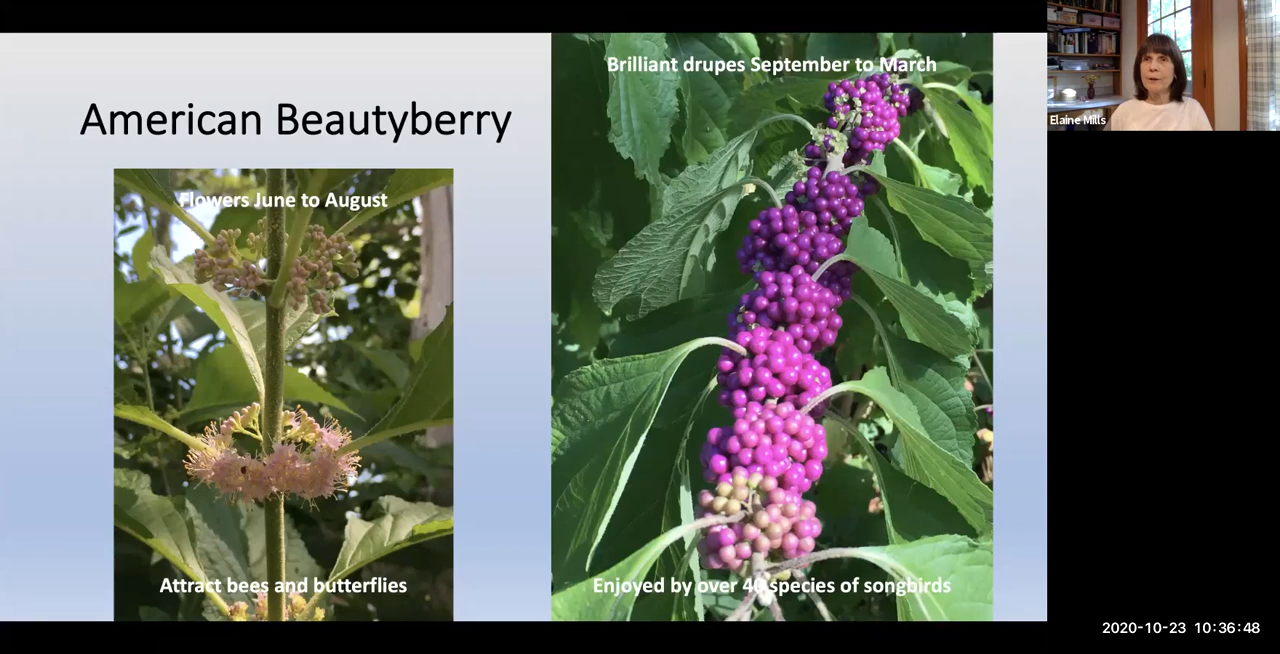 American Beautyberry
Flowers June to August
Attract bees and butterflies
Brilliant drupes September to March
Enjoyed by over 40 species of songbirds
Elaine Mills
2020-10-23 10:36:48